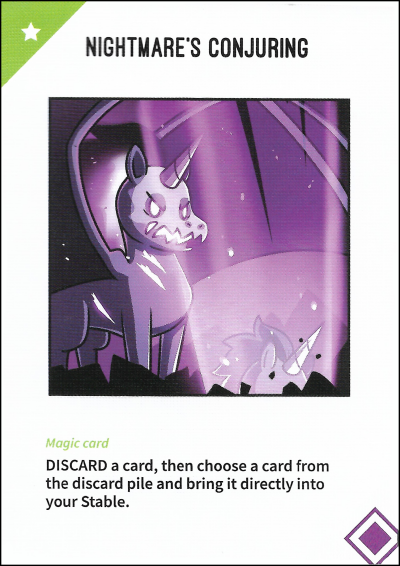 NIGHTMARE'S CONJURING
Magic card
DISCARD a card, then choose a card from
the discard pile and bring it directly into
your Stable.